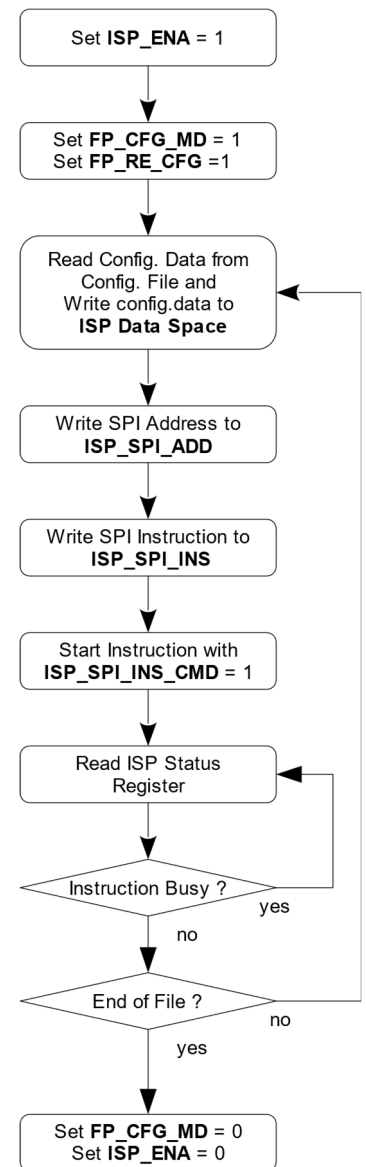 Set ISP_ENA = 1
Set FP_CFG_MD = 1
Set FP_RE_CFG =1
Read Config. Data from
Config. File and
Write config.data to
ISP Data Space
Write SPI Address to
ISP_SPI_ADD
Write SPI Instruction to
ISP_SPI_INS
Start Instruction with
ISP_SPI_INS_CMD = 1
Read ISP Status
Register
Instruction Busy ?
yes
no
End of File ?
no
yes
Set FP_CFG_MD = 0
Set ISP_ENA = 0